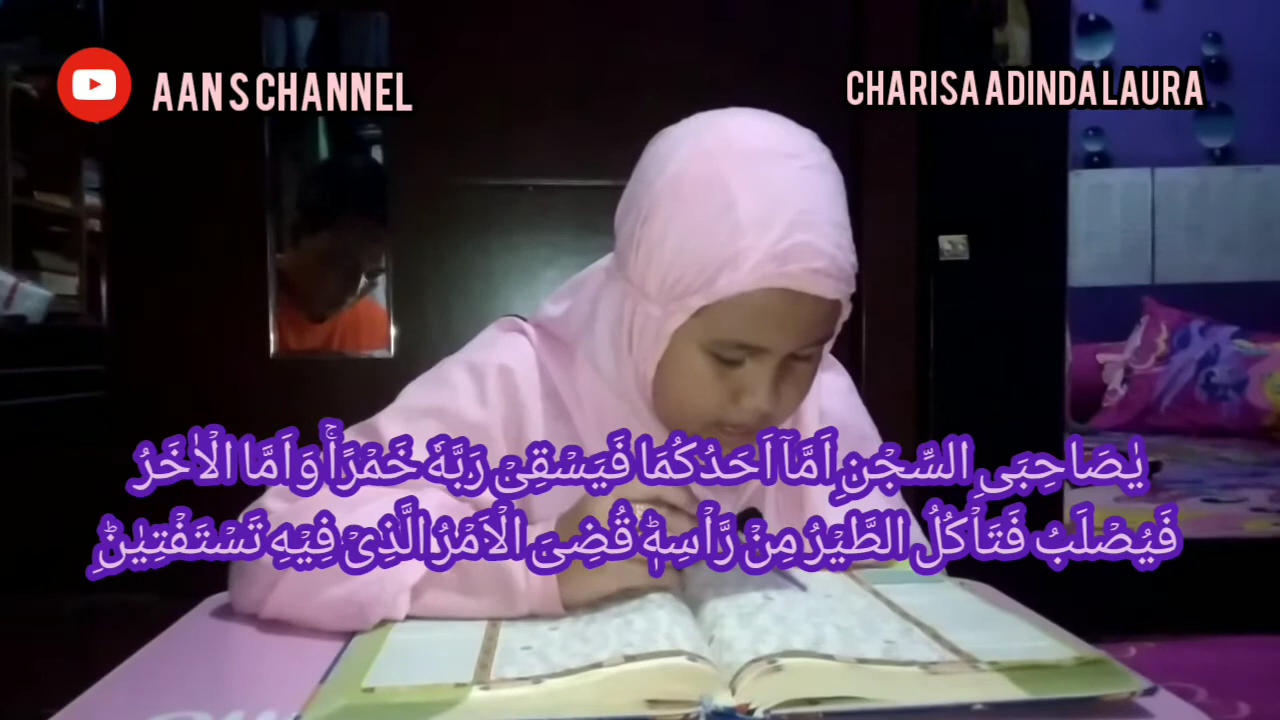 AAN S CHANNEL
CHARISA ADINDA LAURA
يٰصَاحِبَىِ السِّجْنِ اَمَّاۤ اَحَدُكُمَا فَيَسْقِىْ رَبَّهٗ خَمْرًاۚ وَاَمَّا الْاٰخَرُ
فَيُصْلَبُ فَتَاْكُلُ الطَّيْرُ مِنْ رَّاْسِهٖؕ قُضِىَ الْاَمْرُ الَّذِىْ فِيْهِ تَسْتَفْتِيٰنِؕ